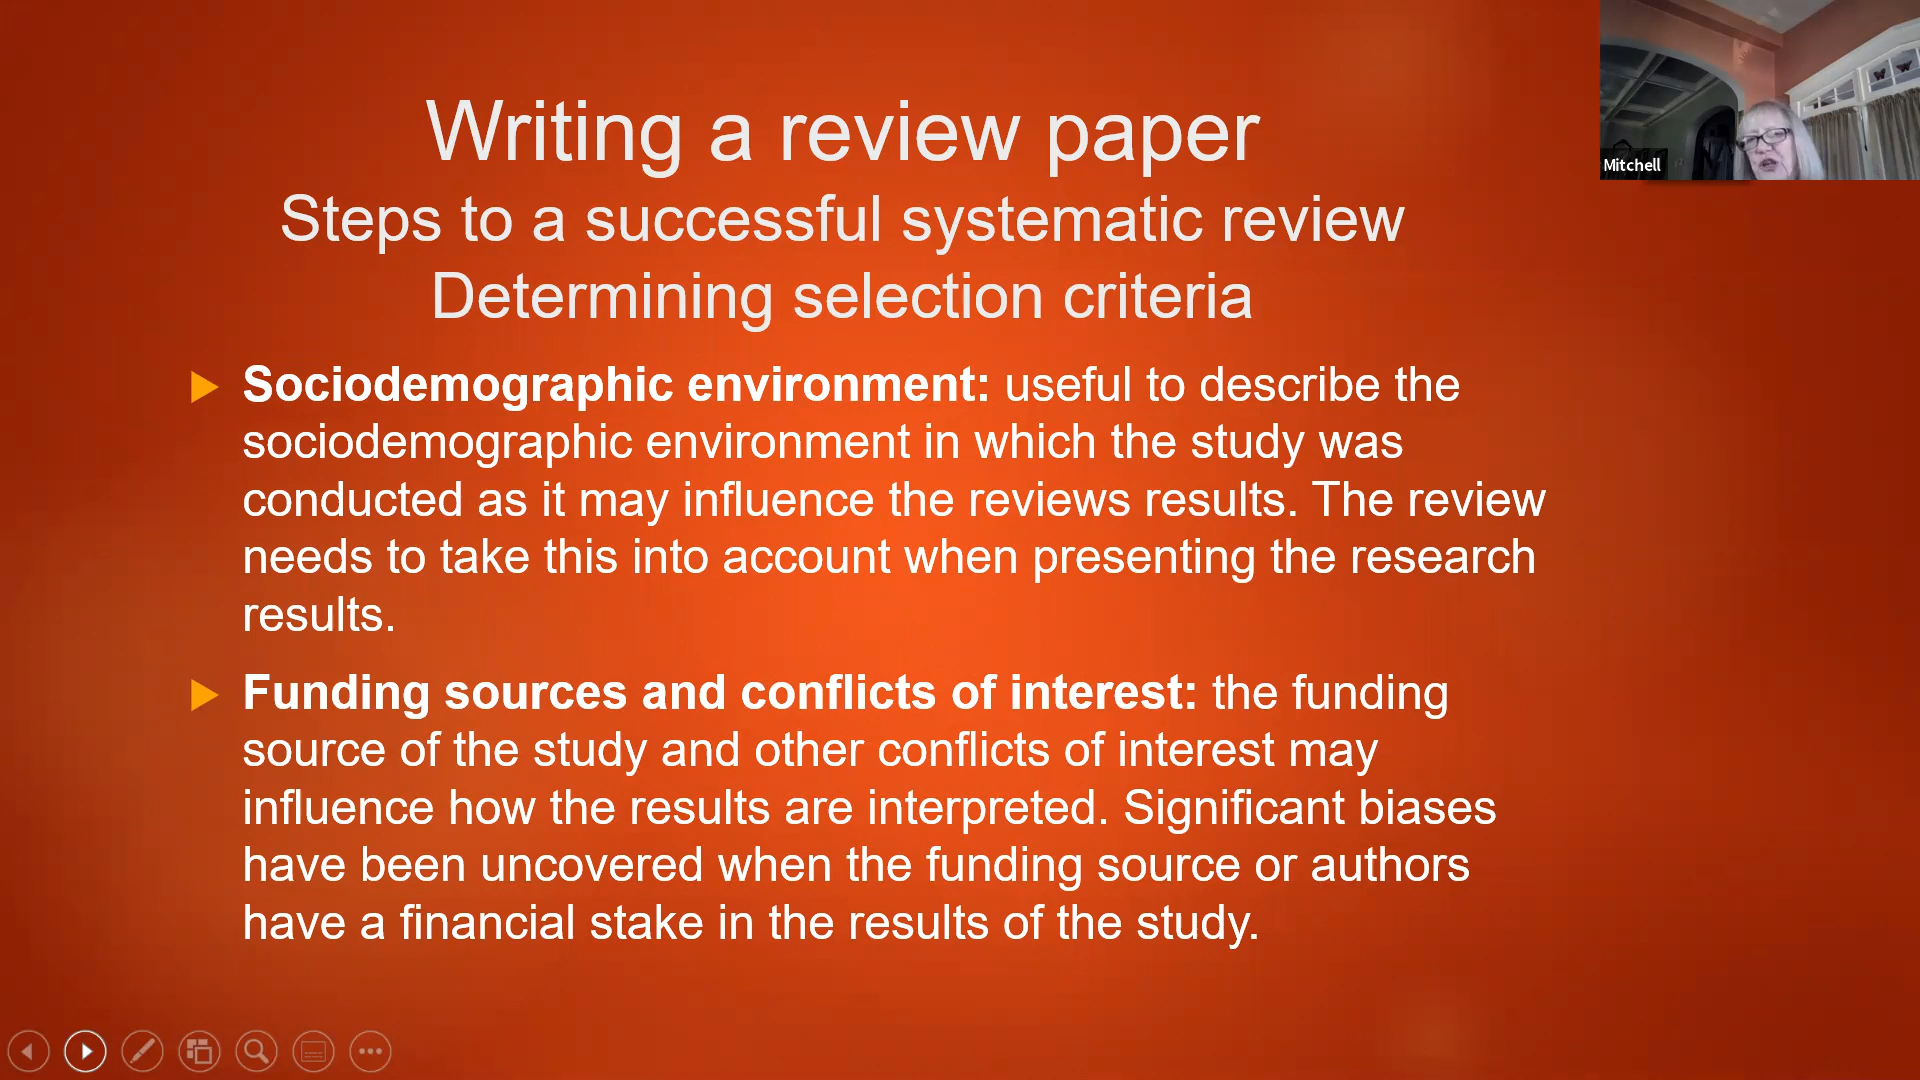 Writing a review paper
Steps to a successful systematic review
Determining selection criteria
Mitchell
Sociodemographic environment: useful to describe the
sociodemographic environment in which the study was
conducted as it may influence the reviews results. The review
needs to take this into account when presenting the research
results.
Funding sources and conflicts of interest: the funding
source of the study and other conflicts of interest may
influence how the results are interpreted. Significant biases
have been uncovered when the funding source or authors
have a financial stake in the results of the study.